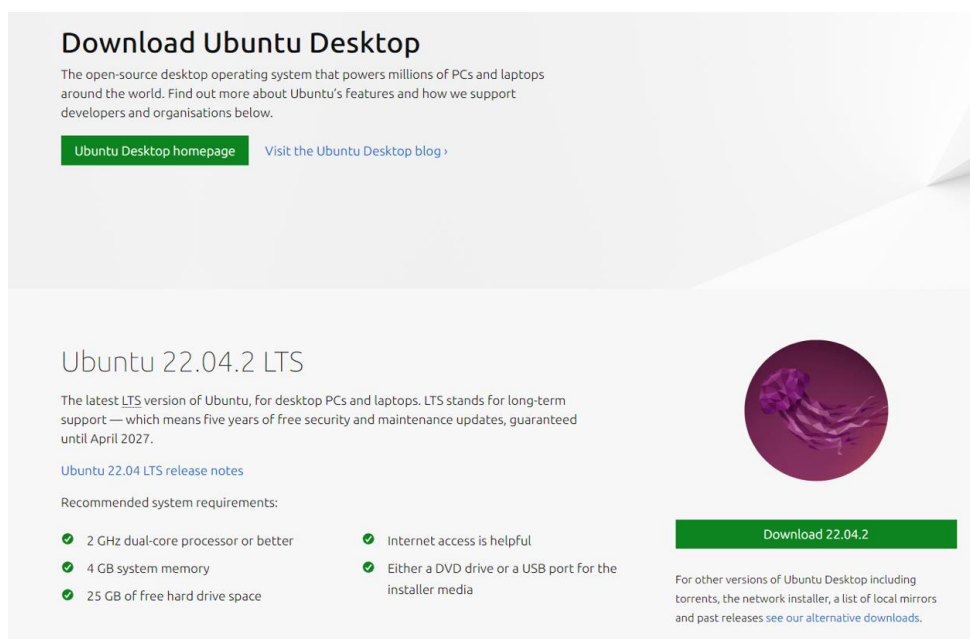 Download Ubuntu Desktop
The open-source desktop operating system that powers millions of PCs and laptops
around the world. Find out more about Ubuntu’s features and how we support
developers and organisations below.
Ubuntu Desktop homepage
Visit the Ubuntu Desktop blog ›
Ubuntu 22.04.2 LTS
The latest LTS version of Ubuntu, for desktop PCs and laptops. LTS stands for long-term
support — which means five years of free security and maintenance updates, guaranteed
until April 2027.
Ubuntu 22.04 LTS release notes
Recommended system requirements:
2 GHz dual-core processor or better
4 GB system memory
25 GB of free hard drive space
Internet access is helpful
Either a DVD drive or a USB port for the
installer media
Download 22.04.2
For other versions of Ubuntu Desktop including
torrents, the network installer, a list of local mirrors
and past releases see our alternative downloads.